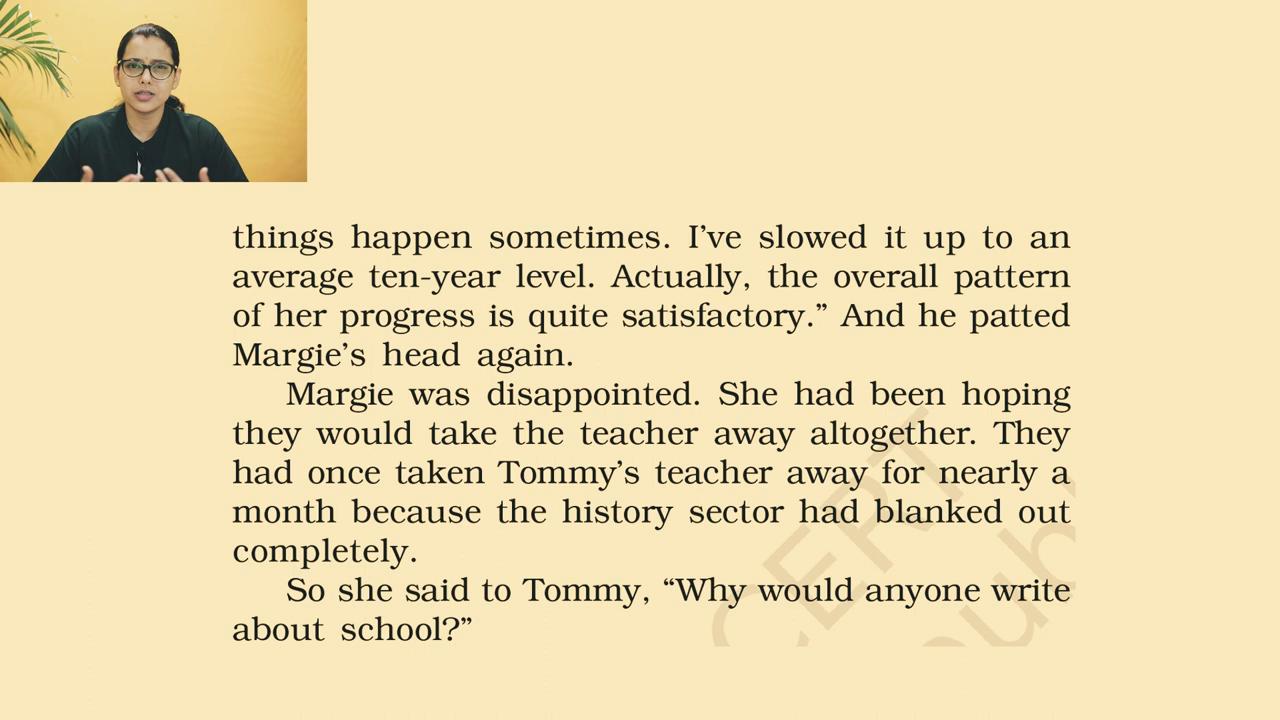 things happen sometimes. I’ve slowed it up to an
average ten-year level. Actually, the overall pattern
of her progress is quite satisfactory.” And he patted
Margie’s head again.
Margie was disappointed. She had been hoping
they would take the teacher away altogether. They
had once taken Tommy’s teacher away for nearly a
month because the history sector had blanked out
completely.
So she said to Tommy, “Why would anyone write
about school?”